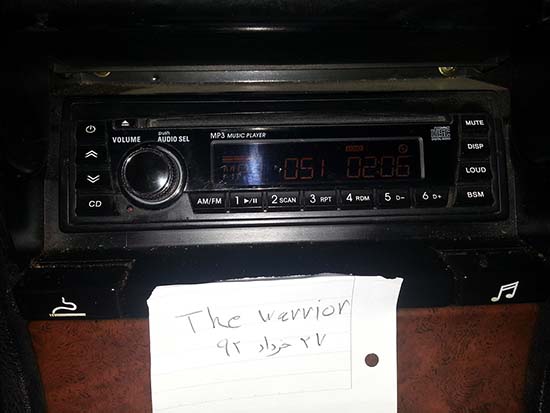 push
VOLUME AUDIO SEL
MP3 MUSIC PLAYER
MUTE
051 02:06
DISP
LOUD
CD
AM/FM 1 2 SCAN 3 RPT 4 RDM 5 D- 6 D+
BSM
The warrior
۲۷ خرداد ۹۲